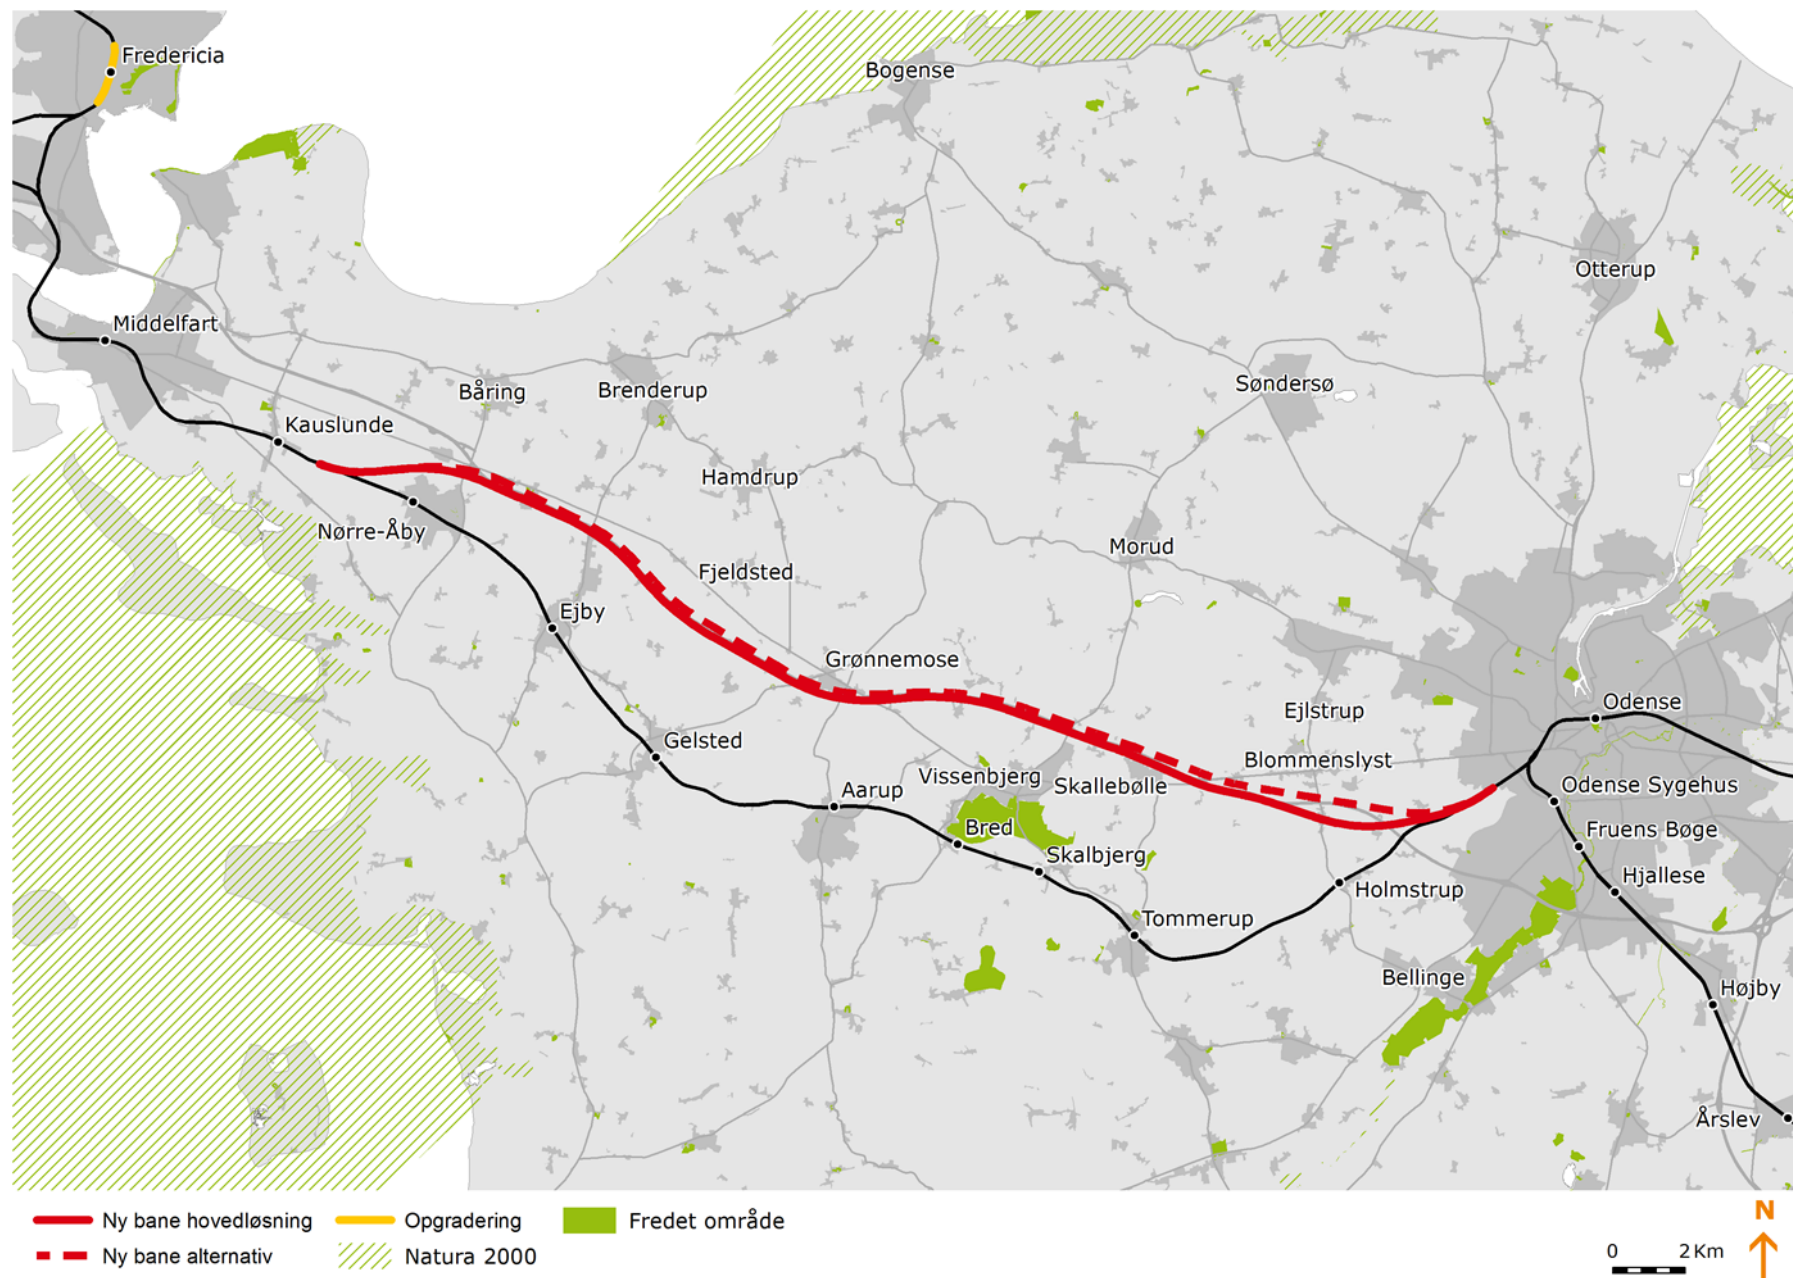 Fredericia
Bogense
Otterup
Middelfart
Søndersø
Båring
Brenderup
Kauslunde
Hamdrup
Nørre-Åby
Morud
Fjeldsted
Ejby
Grønnemose
Odense
Ejlstrup
Gelsted
Blommenslyst
Vissenbjerg
Skallebølle
Odense Sygehus
Aarup
Bred
Fruens Bøge
Skalbjerg
Hjallese
Holmstrup
Tommerup
Bellinge
Højby
Årslev
Ny bane hovedløsning
Opgradering
Fredet område
N
Ny bane alternativ
Natura 2000
0 2 Km